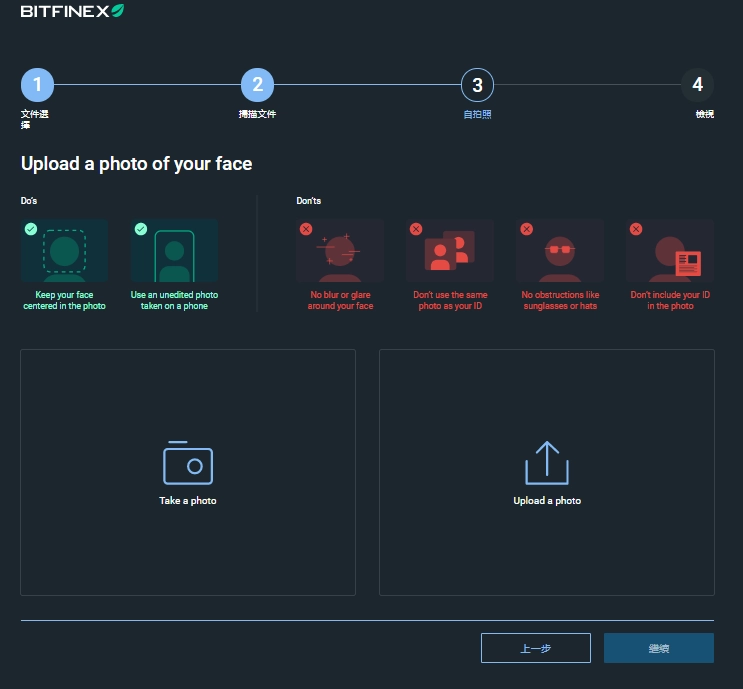 BITFINEX
1
2
3
4
文件選
擇
掃描文件
自拍照
檢視
Upload a photo of your face
Do's
Don'ts
Keep your face
centered in the photo
Use an unedited photo
taken on a phone
No blur or glare
around your face
Don't use the same
photo as your ID
No obstructions like
sunglasses or hats
Don't include your ID
in the photo
Take a photo
Upload a photo
上一步
繼續